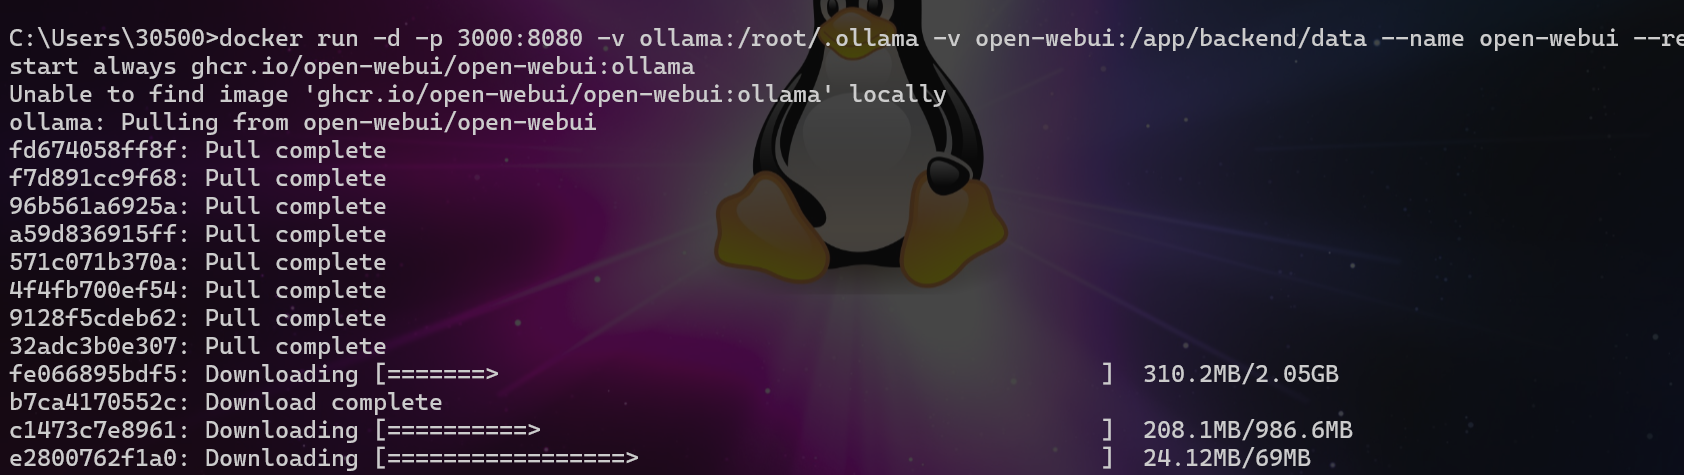 C:\Users\30500>docker run -d -p 3000:8080 -v ollama:/root/.ollama -v open-webui:/app/backend/data --name open-webui --re
start always ghcr.io/open-webui/open-webui:ollama
Unable to find image 'ghcr.io/open-webui/open-webui:ollama' locally
ollama: Pulling from open-webui/open-webui
fd674058ff8f: Pull complete
f7d891cc9f68: Pull complete
96b561a6925a: Pull complete
a59d836915ff: Pull complete
571c071b370a: Pull complete
4f4fb700ef54: Pull complete
9128f5cdeb62: Pull complete
32adc3b0e307: Pull complete
fe066895bdf5: Downloading [=======>                                           ]  310.2MB/2.05GB
b7ca4170552c: Download complete
c1473c7e8961: Downloading [==========>                                        ]  208.1MB/986.6MB
e2800762f1a0: Downloading [=================>                                 ]  24.12MB/69MB